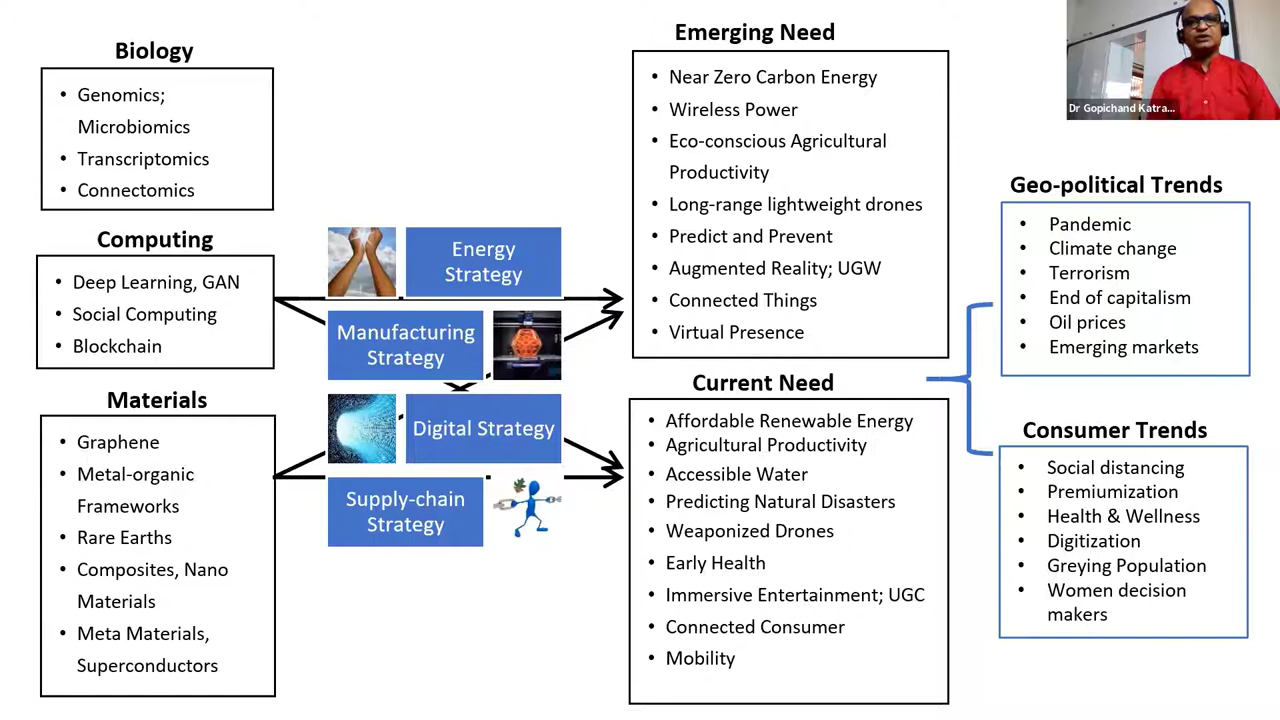 Biology
• Genomics;
Microbiomics
• Transcriptomics
• Connectomics
Computing
• Deep Learning, GAN
• Social Computing
• Blockchain
Materials
• Graphene
• Metal-organic
Frameworks
• Rare Earths
• Composites, Nano
Materials
• Meta Materials,
Superconductors
Energy
Strategy
Manufacturing
Strategy
Digital Strategy
Supply-chain
Strategy
Emerging Need
• Near Zero Carbon Energy
• Wireless Power
• Eco-conscious Agricultural
Productivity
• Long-range lightweight drones
• Predict and Prevent
• Augmented Reality; UGW
• Connected Things
• Virtual Presence
Current Need
• Affordable Renewable Energy
• Agricultural Productivity
• Accessible Water
• Predicting Natural Disasters
• Weaponized Drones
• Early Health
• Immersive Entertainment; UGC
• Connected Consumer
• Mobility
Dr Gopichand Katra...
Geo-political Trends
• Pandemic
• Climate change
• Terrorism
• End of capitalism
• Oil prices
• Emerging markets
Consumer Trends
• Social distancing
• Premiumization
• Health & Wellness
• Digitization
• Greying Population
• Women decision
makers